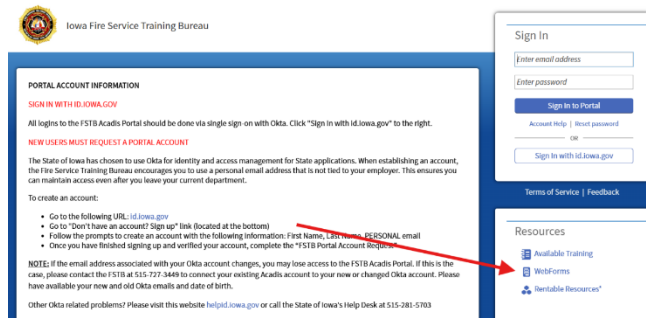 Iowa Fire Service Training Bureau
PORTAL ACCOUNT INFORMATION
SIGN IN WITH ID.IOWA.GOV
All logins to the FSTB Acadis Portal should be done via single sign-on with Okta. Click "Sign in with id.iowa.gov" to the right.
NEW USERS MUST REQUEST A PORTAL ACCOUNT
The State of Iowa has chosen to use Okta for identity and access management for State applications. When establishing an account,
the Fire Service Training Bureau encourages you to use a personal email address that is not tied to your employer. This ensures you
can maintain access even after you leave your current department.
To create an account:
• Go to the following URL: id.iowa.gov
• Go to "Don't have an account? Sign up" link (located at the bottom)
• Follow the prompts to create an account with the following information: First Name, Last Name, PERSONAL email
• Once you have finished signing up and verified your account, complete the "FSTB Portal Account Request"
NOTE: If the email address associated with your Okta account changes, you may lose access to the FSTB Acadis Portal. If this is the
case, please contact the FSTB at 515-727-3449 to connect your existing Acadis account to your new or changed Okta account. Please
have available your new and old Okta emails and date of birth.
Other Okta related problems? Please visit this website helpid.iowa.gov or call the State of Iowa's Help Desk at 515-281-5703
Sign In
Enter email address
Enter password
Sign In to Portal
Account Help | Reset password
OR
Sign In with id.iowa.gov
Terms of Service | Feedback
Resources
Available Training
WebForms
Rentable Resources*